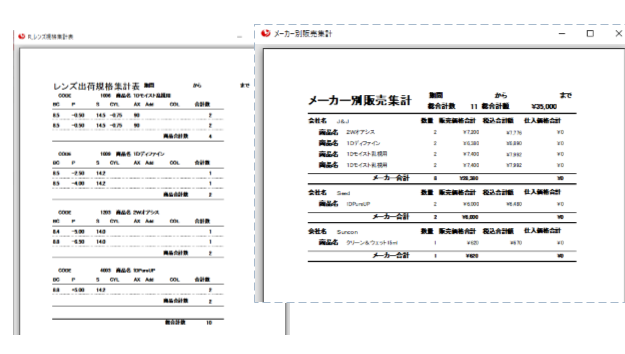 R_レンズ規格集計表
レンズ出荷規格集計表 期間 から まで
CODE 1006 商品名 1Dモイスト乱視用
BC P S CYL AX Add COL 合計数
8.5 -0.50 14.5 -0.75 90 2
8.5 -0.50 14.5 -0.75 90 2
商品合計数 4
CODE 1009 商品名 1Dディファイン
BC P S CYL AX Add COL 合計数
8.5 -2.50 14.2 1
8.5 -4.00 14.2 1
商品合計数 2
CODE 1203 商品名 2Wオアシス
BC P S CYL AX Add COL 合計数
8.4 -5.00 14.0 1
8.8 -0.50 14.0 1
商品合計数 2
CODE 4003 商品名 1DPureUP
BC P S CYL AX Add COL 合計数
8.8 +5.00 14.2 2
商品合計数 2
総合計数 10
メーカー別販売集計
メーカー別販売集計 期間 から まで
総合計数 11 総合計額 ¥35,000
会社名 J&J 数量 販売価格合計 税込合計額 仕入価格合計
商品名 2Wオアシス 2 ¥7,200 ¥7,776 ¥0
商品名 1Dディファイン 2 ¥0
商品名 1Dモイスト乱視用 2 ¥7,400 ¥7,992 ¥0
商品名 1Dモイスト乱視用 2 ¥7,400 ¥7,992 ¥0
メーカー合計 8 ¥0
会社名 Seed 数量 販売価格合計 税込合計額 仕入価格合計
商品名 1DPureUP 2 ¥6,000 ¥6,480 ¥0
メーカー合計 2 ¥6,000 ¥0
会社名 Suncon 数量 販売価格合計 税込合計額 仕入価格合計
商品名 クリーン&ウェット15ml 1 ¥620 ¥670 ¥0
メーカー合計 1 ¥620 ¥0